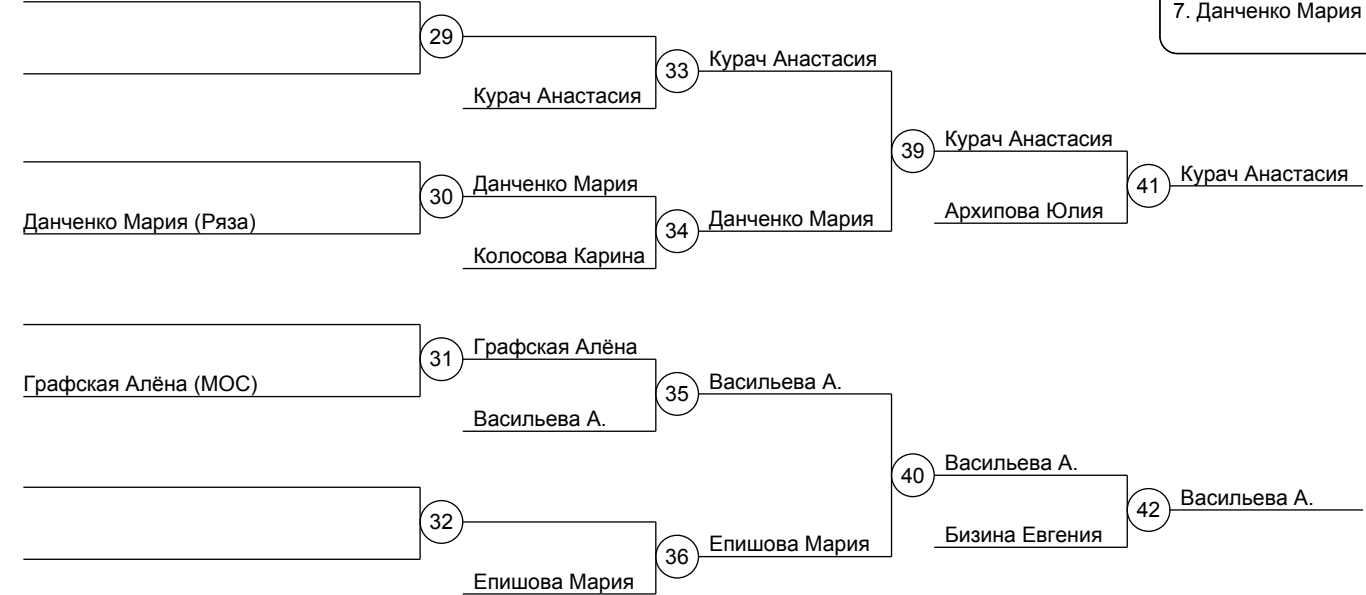 7. Данченко Мария
29
33
Курач Анастасия
Курач Анастасия
39
Курач Анастасия
30
Данченко Мария
41
Курач Анастасия
Данченко Мария (Ряза)
34
Данченко Мария
Архипова Юлия
Колосова Карина
31
Графская Алёна
Графская Алёна (МОС)
35
Васильева А.
Васильева А.
40
Васильева А.
42
Васильева А.
32
36
Епишова Мария
Бизина Евгения
Епишова Мария